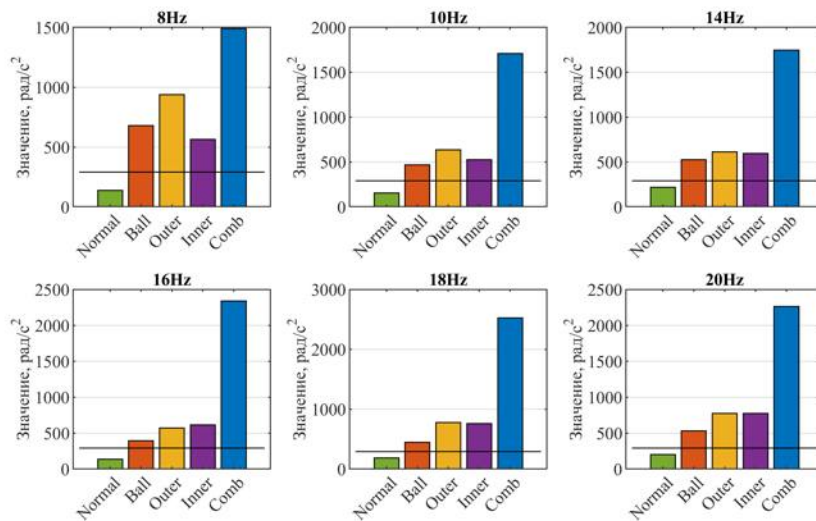 8Hz
Значение, рад/с²
1500
1000
500
0
Normal
Ball
Outer
Inner
Comb
10Hz
Значение, рад/с²
2000
1500
1000
500
0
Normal
Ball
Outer
Inner
Comb
14Hz
Значение, рад/с²
2000
1500
1000
500
0
Normal
Ball
Outer
Inner
Comb
16Hz
Значение, рад/с²
2500
2000
1500
1000
500
0
Normal
Ball
Outer
Inner
Comb
18Hz
Значение, рад/с²
3000
2000
1000
0
Normal
Ball
Outer
Inner
Comb
20Hz
Значение, рад/с²
2500
2000
1500
1000
500
0
Normal
Ball
Outer
Inner
Comb